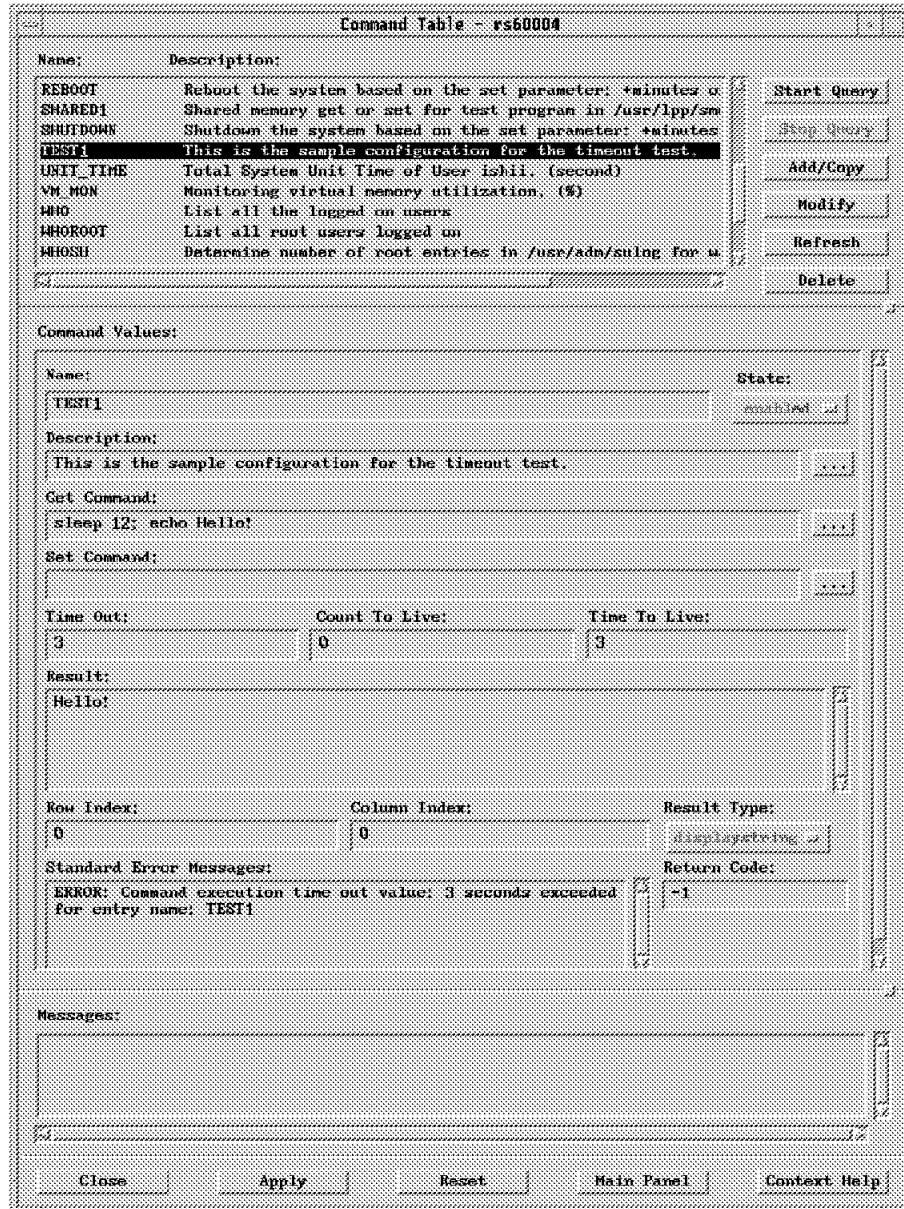 Command Table - rs60004
Name: Description:
REBOOT Reboot the system based on the set parameter: +minutes o
SHARED1 Shared memory get or set for test program in /usr/lpp/sm
SHUTDOWN Shutdown the system based on the set parameter: +minutes
TEST1 This is the sample configuration for the timeout test.
UNIT_TIME Total System Unit Time of User ishii. (second)
VM_MON Monitoring virtual memory utilization. (%)
WHO List all the logged on users
WHOROOT List all root users logged on
WHOSU Determine number of root entries in /usr/adm/sulog for w
Start Query
Stop Query
Add/Copy
Modify
Refresh
Delete
Command Values:
Name:
TEST1
State:
enabled
Description:
This is the sample configuration for the timeout test.
...
Get Command:
sleep 12; echo Hello!
...
Set Command:
...
Time Out: Count To Live: Time To Live:
3 0 3
Result:
Hello!
Row Index: Column Index: Result Type:
0 0 displaystring
Standard Error Messages: Return Code:
ERROR: Command execution time out value: 3 seconds exceeded
for entry name: TEST1
-1
Messages:
Close Apply Reset Main Panel Context Help